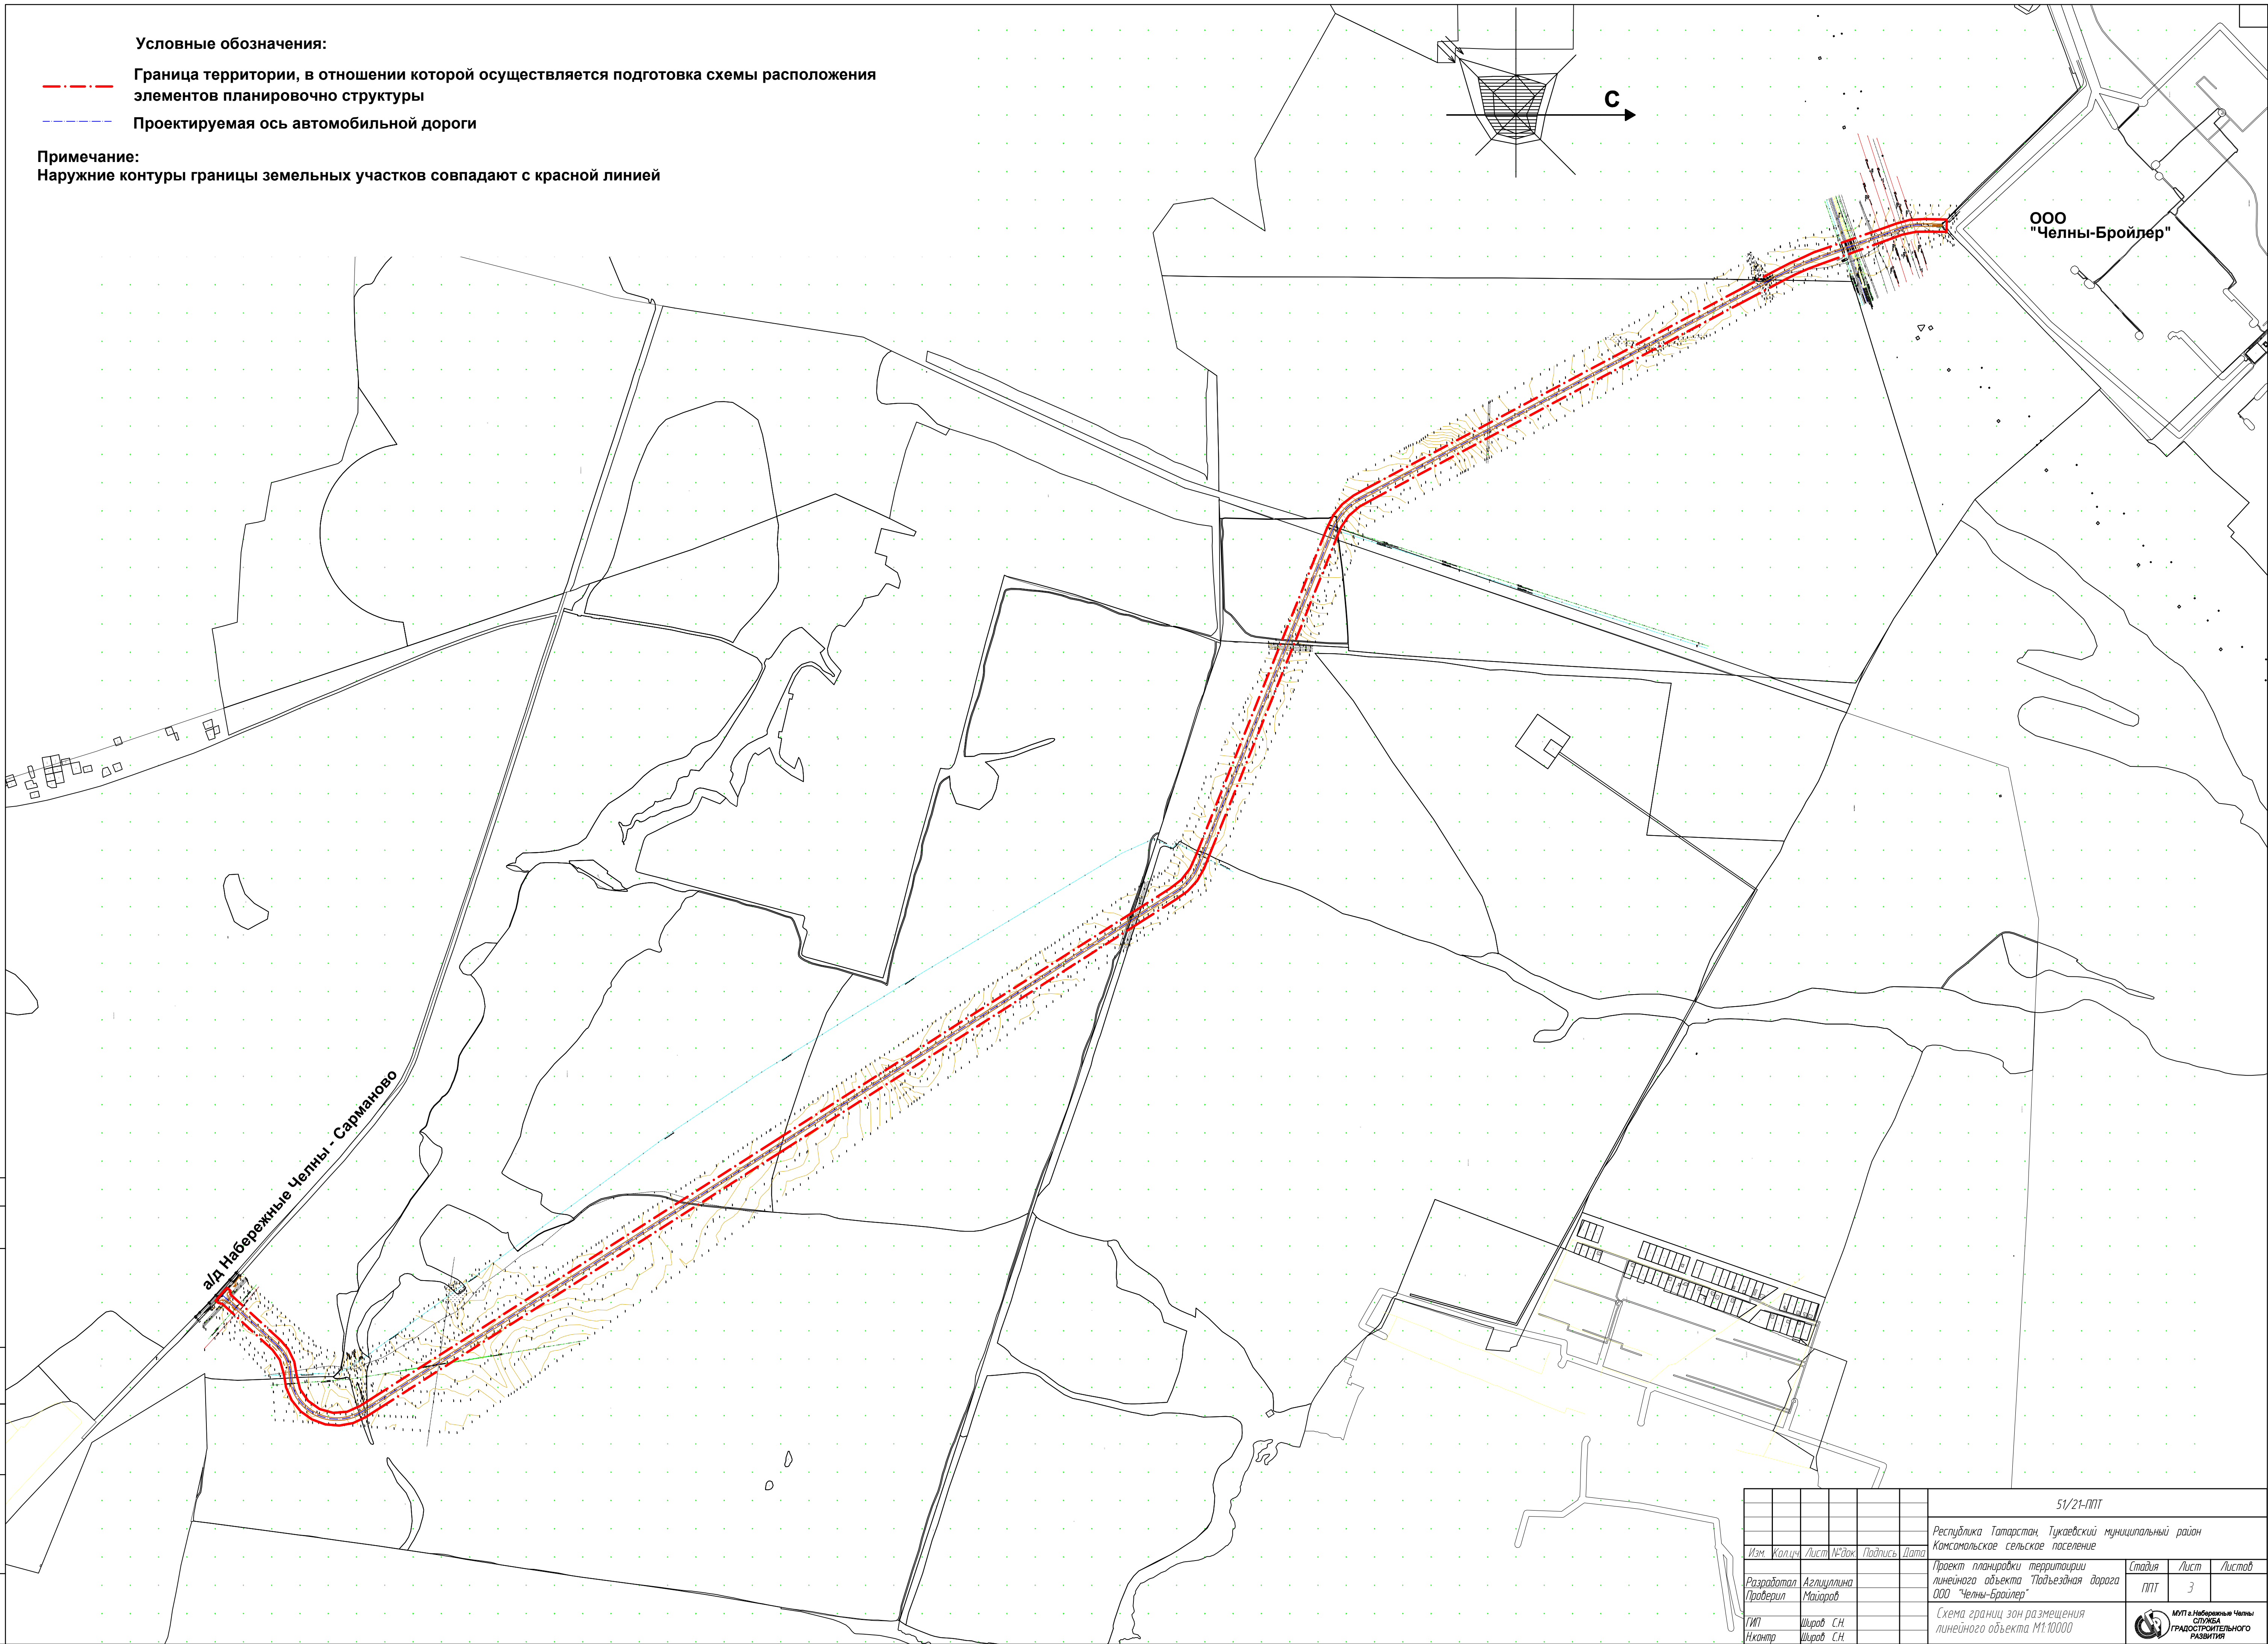 Условные обозначения:
Граница территории, в отношении которой осуществляется подготовка схемы расположения
элементов планировочно структуры
Проектируемая ось автомобильной дороги
Примечание:
Наружние контуры границы земельных участков совпадают с красной линией
С
ООО
"Челны-Бройлер"
а/д Набережные Челны - Сарманово
51/21-ППТ
Республика Татарстан, Тукаевский муниципальный район
Комсомольское сельское поселение
Изм. Кол.уч Лист №док. Подпись Дата
Проект планировки территоирии
линейного объекта "Подъездная дорога
ООО "Челны-Бройлер"
Стадия Лист Листов
ППТ 3
Разработал Аглиуллина
Проверил Майоров
ГИП Широв С.Н.
Н.контр Широв С.Н.
Схема границ зон размещения
линейного объекта М1:10000
МУП г.Набережные Челны
СЛУЖБА
ГРАДОСТРОИТЕЛЬНОГО
РАЗВИТИЯ